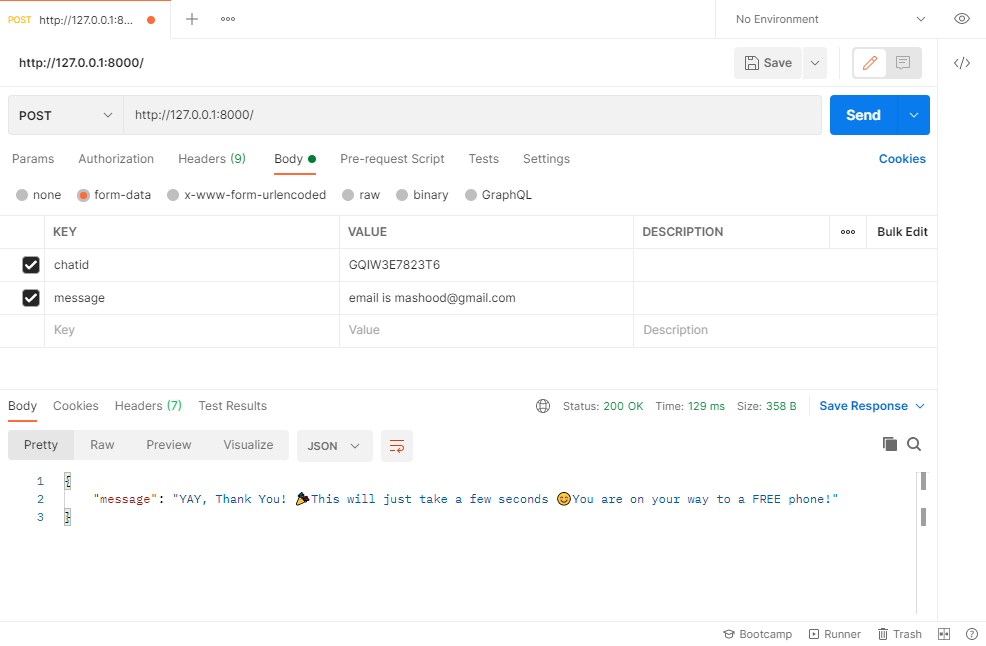 POST http://127.0.0.1:8...
No Environment
http://127.0.0.1:8000/
Save
POST http://127.0.0.1:8000/ Send
Params Authorization Headers (9) Body Pre-request Script Tests Settings Cookies
none form-data x-www-form-urlencoded raw binary GraphQL
KEY VALUE DESCRIPTION Bulk Edit
chatid GQIW3E7823T6
message email is mashood@gmail.com
Key Value Description
Body Cookies Headers (7) Test Results Status: 200 OK Time: 129 ms Size: 358 B Save Response
Pretty Raw Preview Visualize JSON
1 {
2 "message": "YAY, Thank You! 🎉This will just take a few seconds 😊You are on your way to a FREE phone!"
3 }
Bootcamp Runner Trash